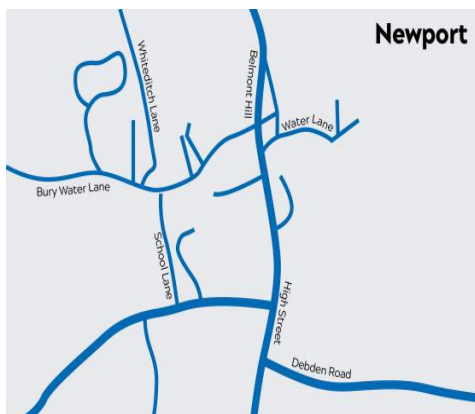 Newport
Whiteditch Lane
Belmont Hill
Water Lane
Bury Water Lane
School Lane
High Street
Debden Road